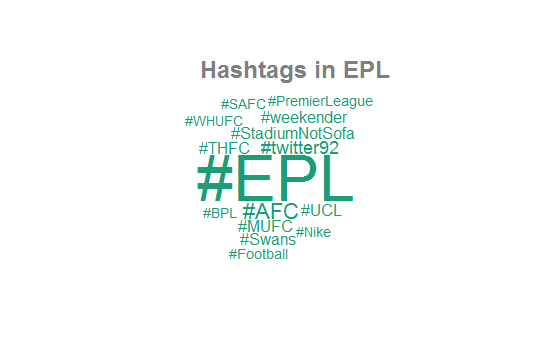 Hashtags in EPL
#SAFC #PremierLeague
#WHUFC #weekender
#StadiumNotSofa
#THFC #twitter92
#EPL
#BPL #AFC #UCL
#MUFC #Nike
#Swans
#Football